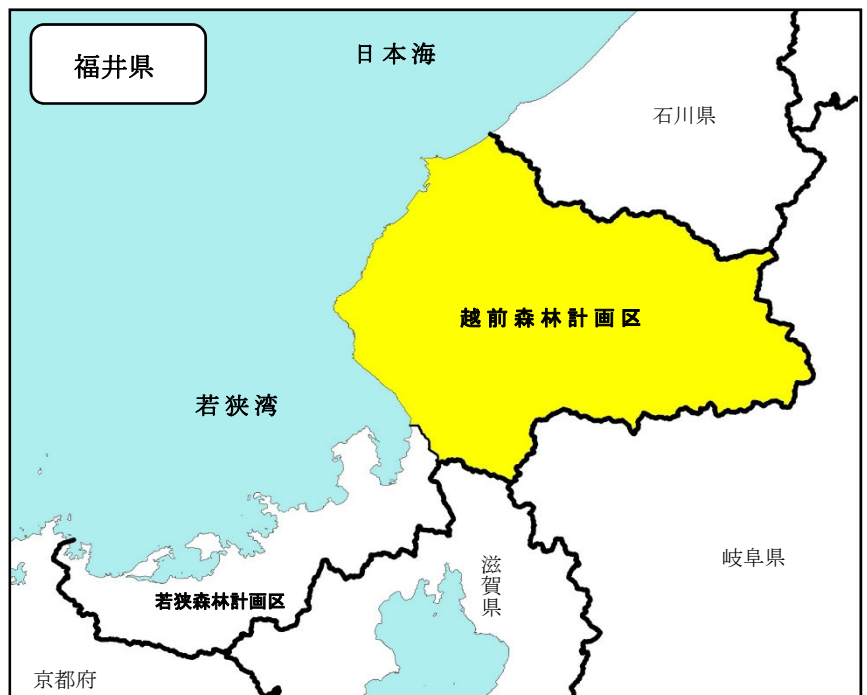 福井県
日本海
石川県
越前森林計画区
若狭湾
岐阜県
滋賀県
若狭森林計画区
京都府